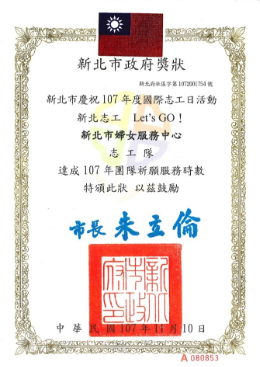 新北市政府獎狀
新北府社區字第1072001754號
新北市慶祝107年度國際志工日活動
新北志工 Let's GO！
新北市婦女服務中心
志工隊
達成107年團隊祈願服務時數
特頒此狀 以茲鼓勵
市長 朱立倫
新北市政府印
中華民國107年11月10日
A 080853